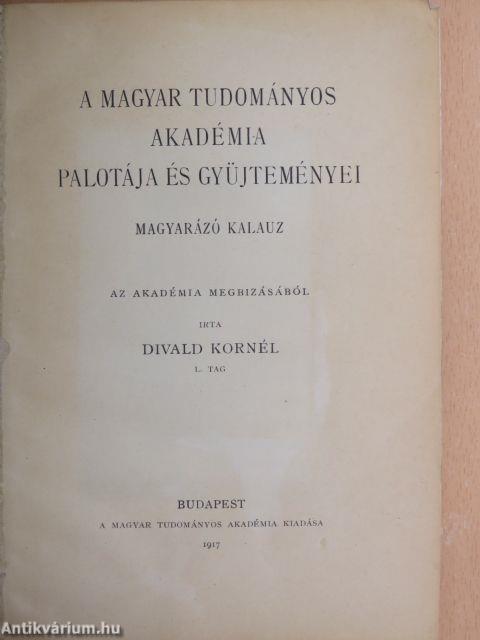 A MAGYAR TUDOMÁNYOS
AKADÉMIA
PALOTÁJA ÉS GYÜJTEMÉNYEI
MAGYARÁZÓ KALAUZ
AZ AKADÉMIA MEGBIZÁSÁBÓL
IRTA
DIVALD KORNÉL
L. TAG
BUDAPEST
A MAGYAR TUDOMÁNYOS AKADÉMIA KIADÁSA
1917
Antikvárium.hu